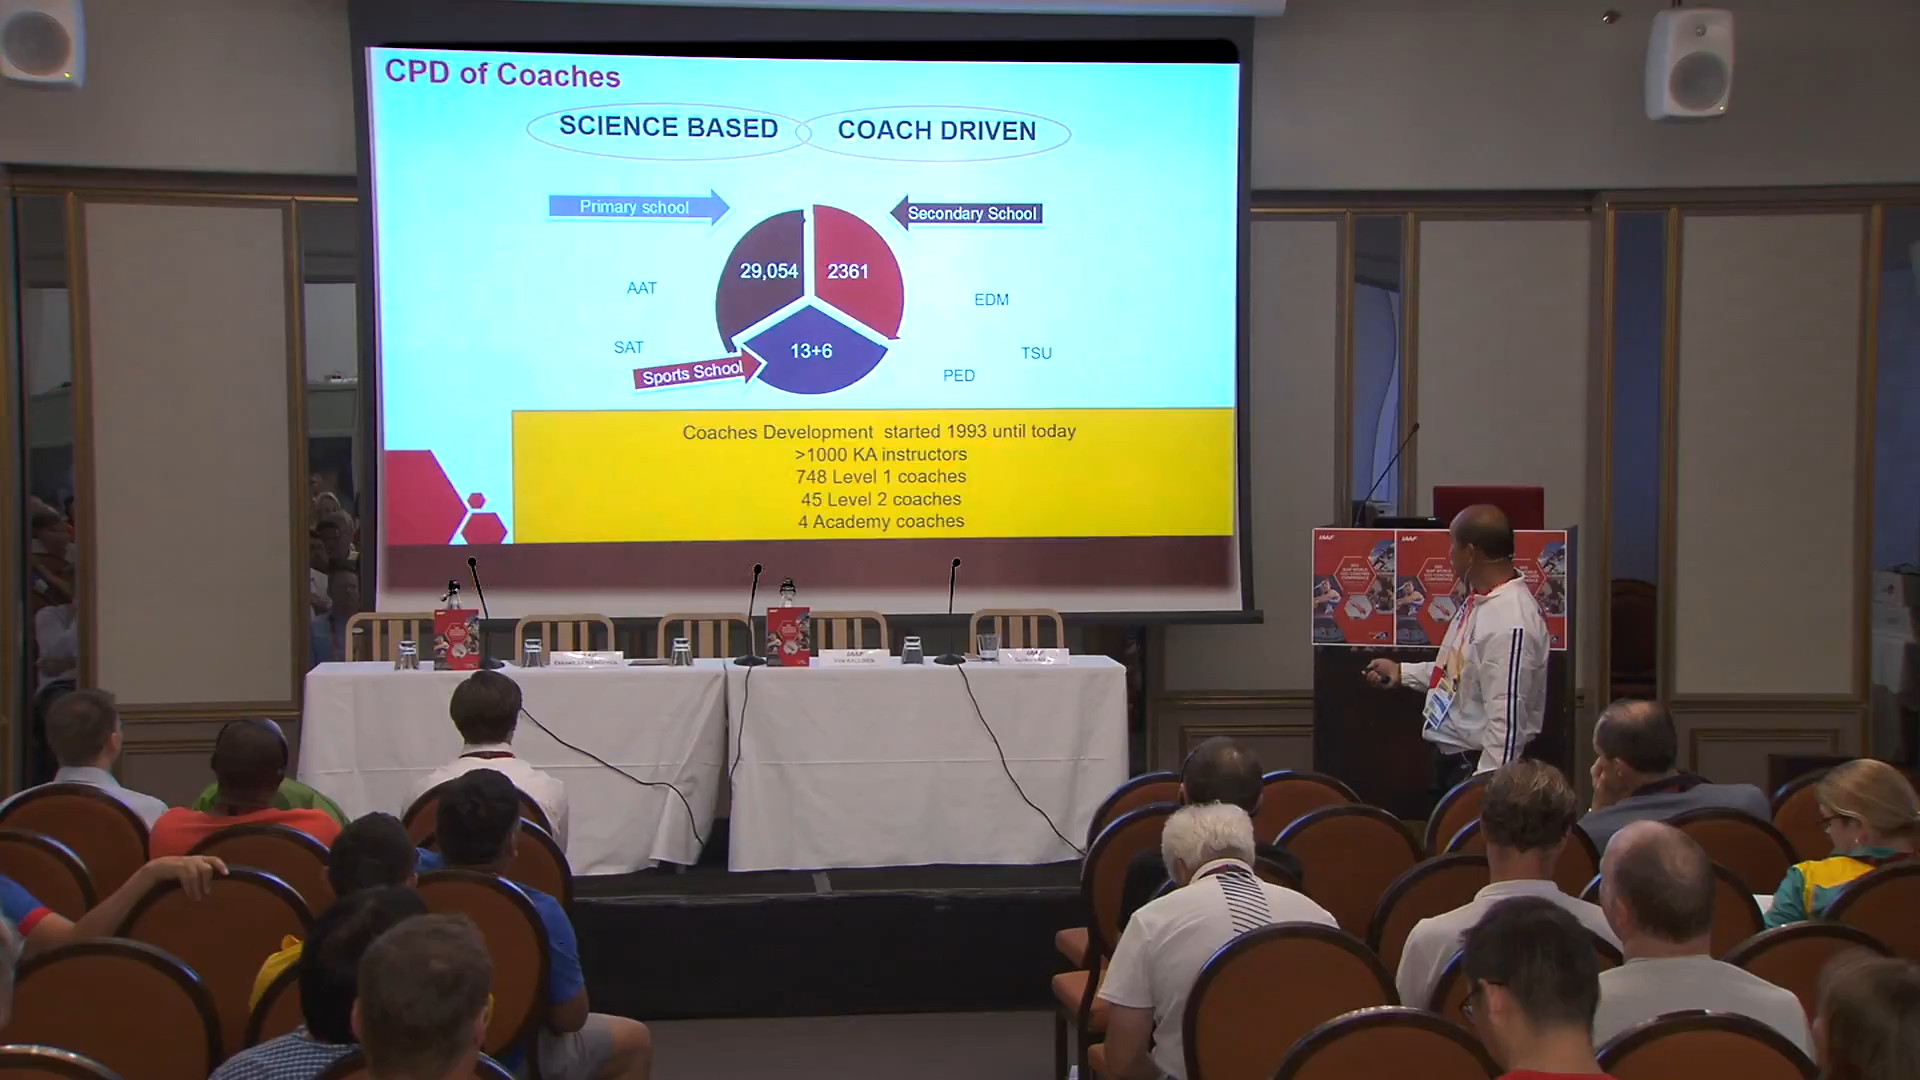 CPD of Coaches
SCIENCE BASED
COACH DRIVEN
Primary school
Secondary School
29,054
2361
AAT
EDM
SAT
13+6
TSU
Sports School
PED
Coaches Development started 1993 until today
>1000 KA instructors
748 Level 1 coaches
45 Level 2 coaches
4 Academy coaches
IAAF
IAAF